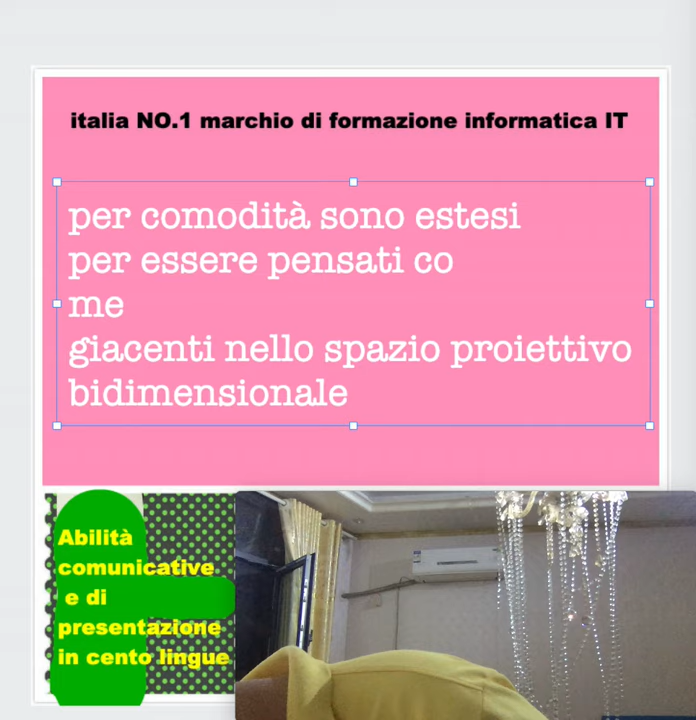 italia NO.1 marchio di formazione informatica IT
per comodità sono estesi
per essere pensati co
me
giacenti nello spazio proiettivo
bidimensionale
Abilità
comunicative
e di
presentazione
in cento lingue